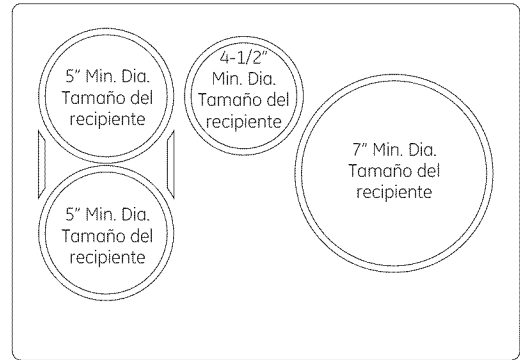 5" Min. Dia.
Tamaño del
recipiente
4-1/2"
Min. Dia.
Tamaño del
recipiente
7" Min. Dia.
Tamaño del
recipiente
5" Min. Dia.
Tamaño del
recipiente